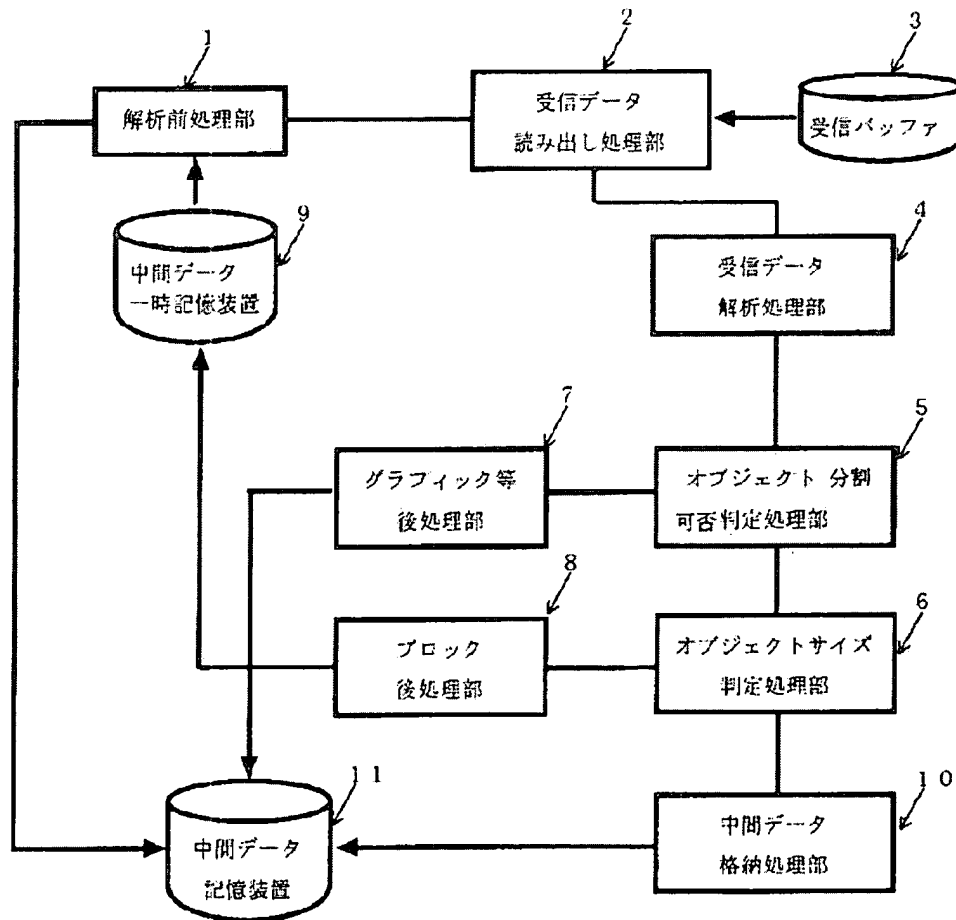 1
2
3
解析前処理部
受信データ
読み出し処理部
受信バッファ
9
中間データ
一時記憶装置
4
受信データ
解析処理部
7
グラフィック等
後処理部
5
オブジェクト 分割
可否判定処理部
8
ブロック
後処理部
6
オブジェクトサイズ
判定処理部
11
中間データ
記憶装置
10
中間データ
格納処理部